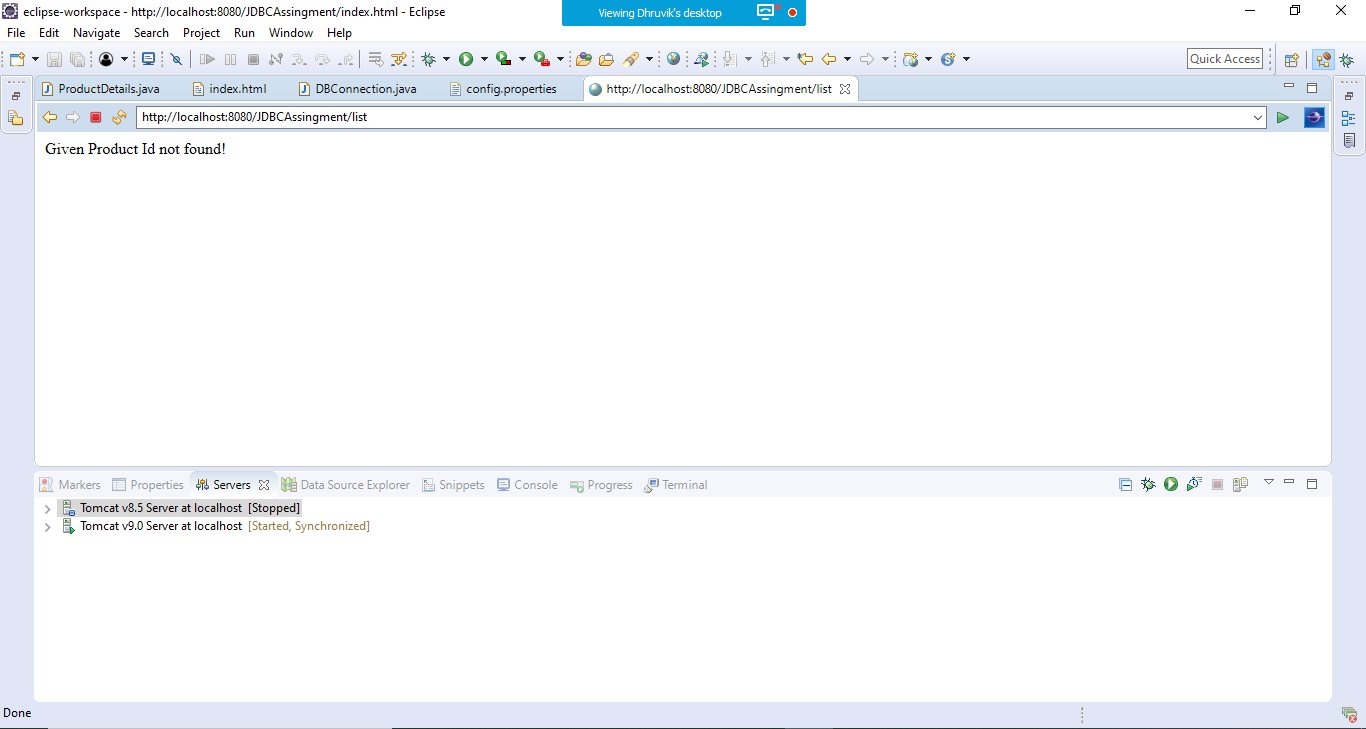 eclipse-workspace - http://localhost:8080/JDBCAssingment/index.html - Eclipse
Viewing Dhruvik's desktop
File Edit Navigate Search Project Run Window Help
Quick Access
ProductDetails.java index.html DBConnection.java config.properties http://localhost:8080/JDBCAssingment/list
http://localhost:8080/JDBCAssingment/list
Given Product Id not found!
Markers Properties Servers Data Source Explorer Snippets Console Progress Terminal
Tomcat v8.5 Server at localhost [Stopped]
Tomcat v9.0 Server at localhost [Started, Synchronized]
Done